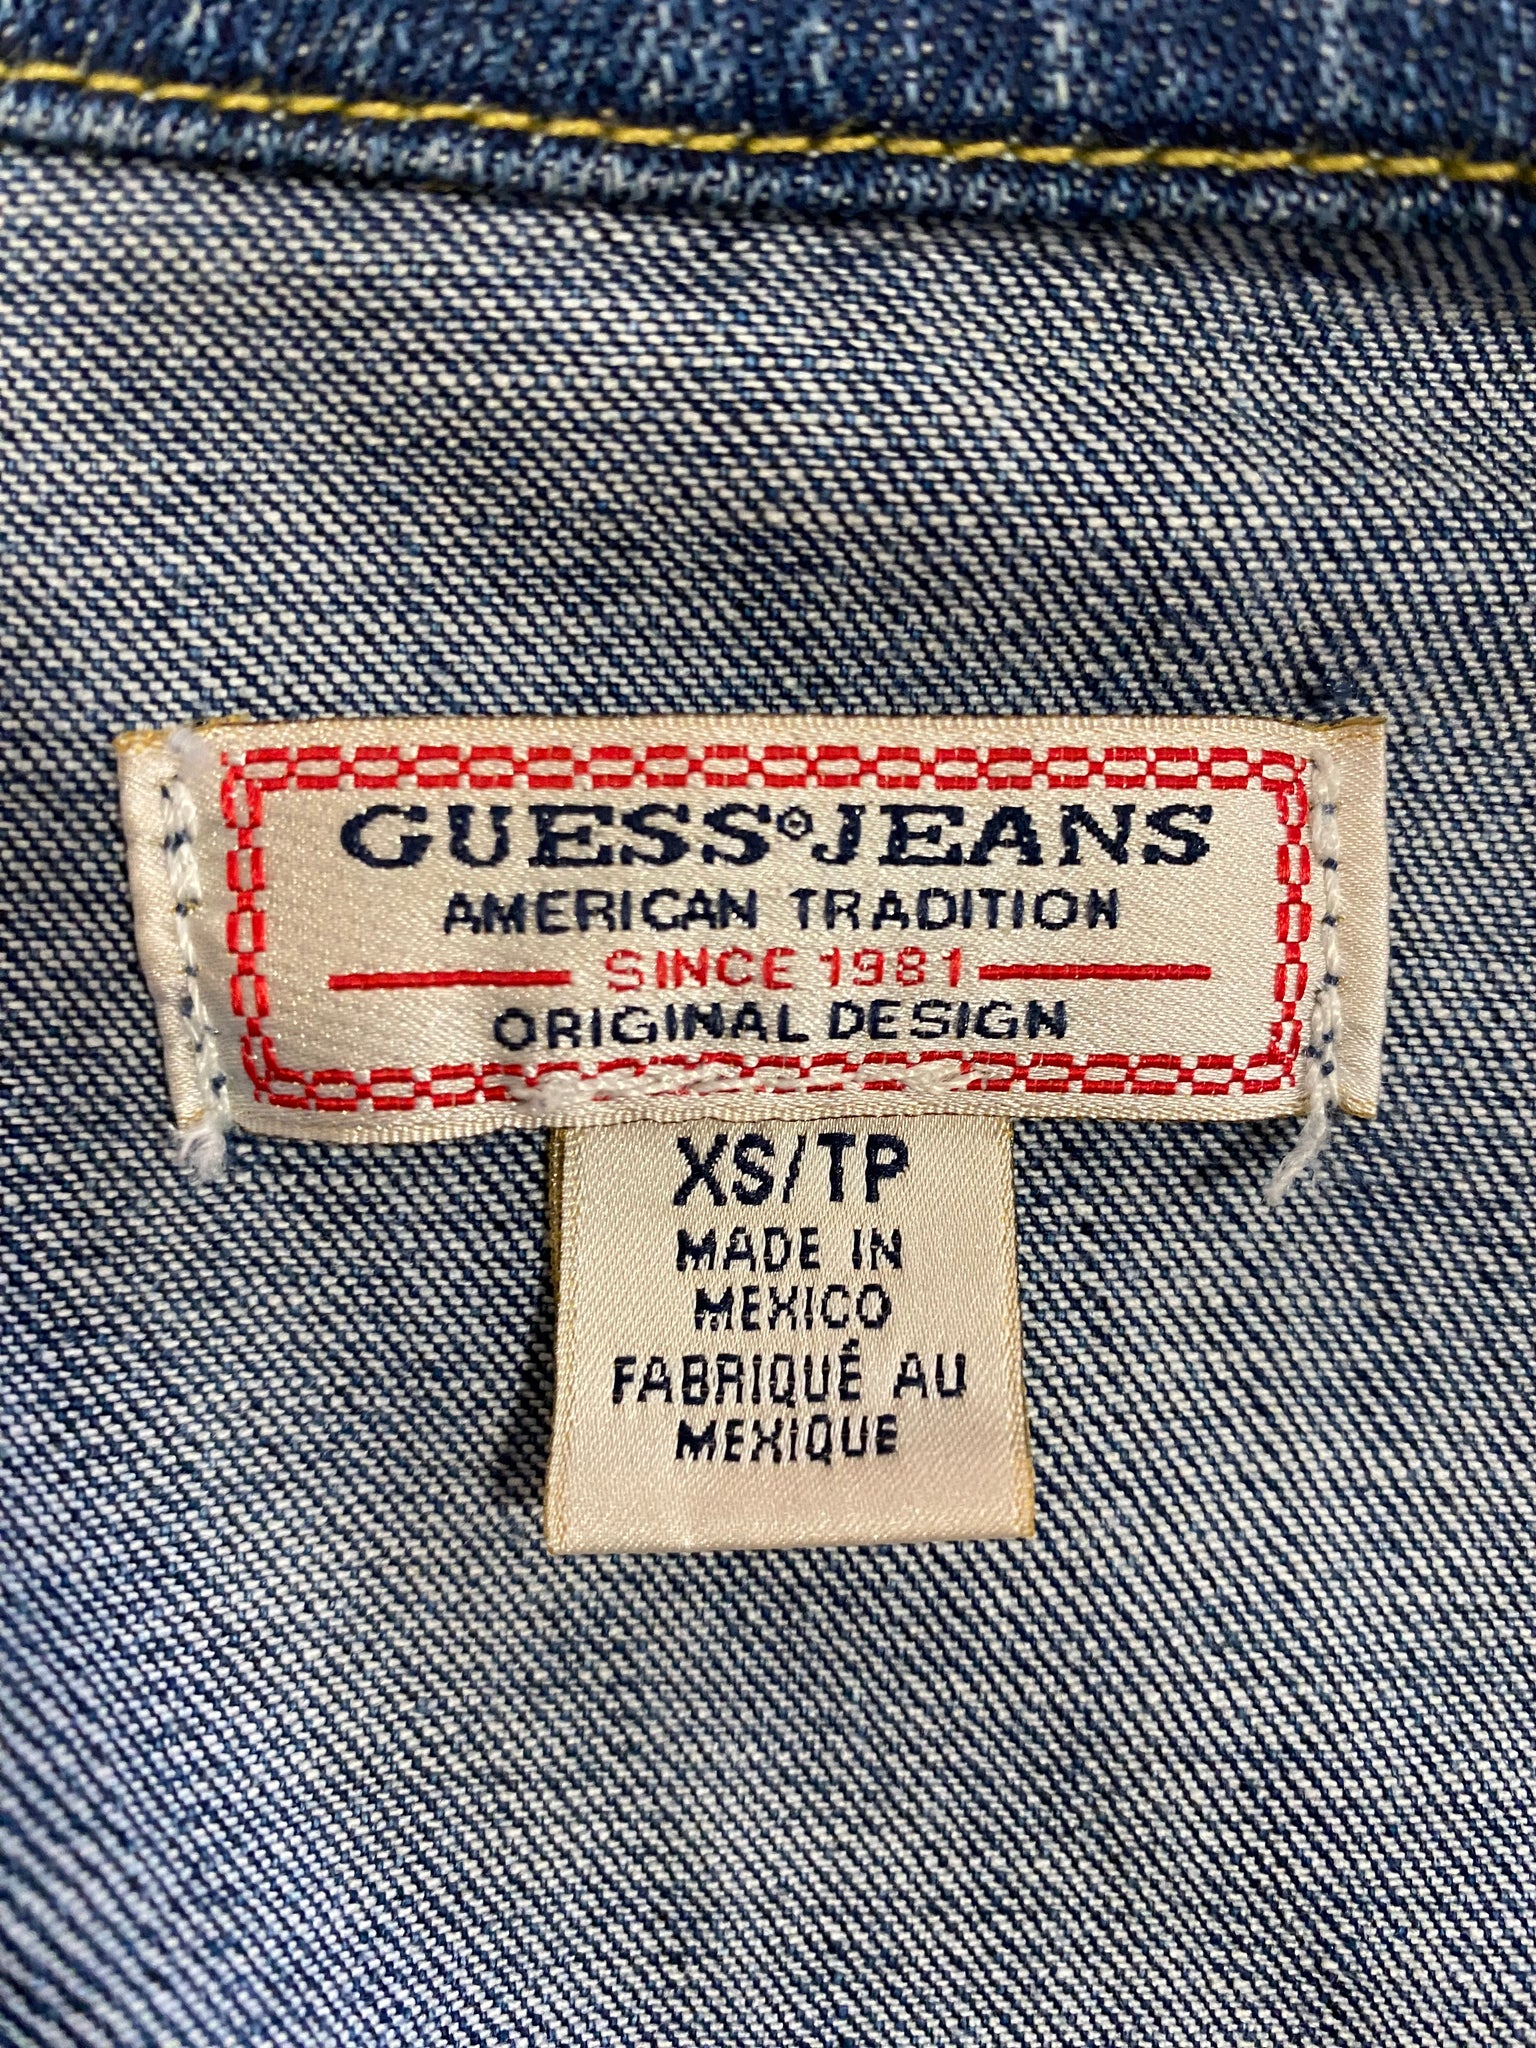 GUESS® JEANS
AMERICAN TRADITION
SINCE 1981
ORIGINAL DESIGN
XS/TP
MADE IN
MEXICO
FABRIQUÉ AU
MEXIQUE